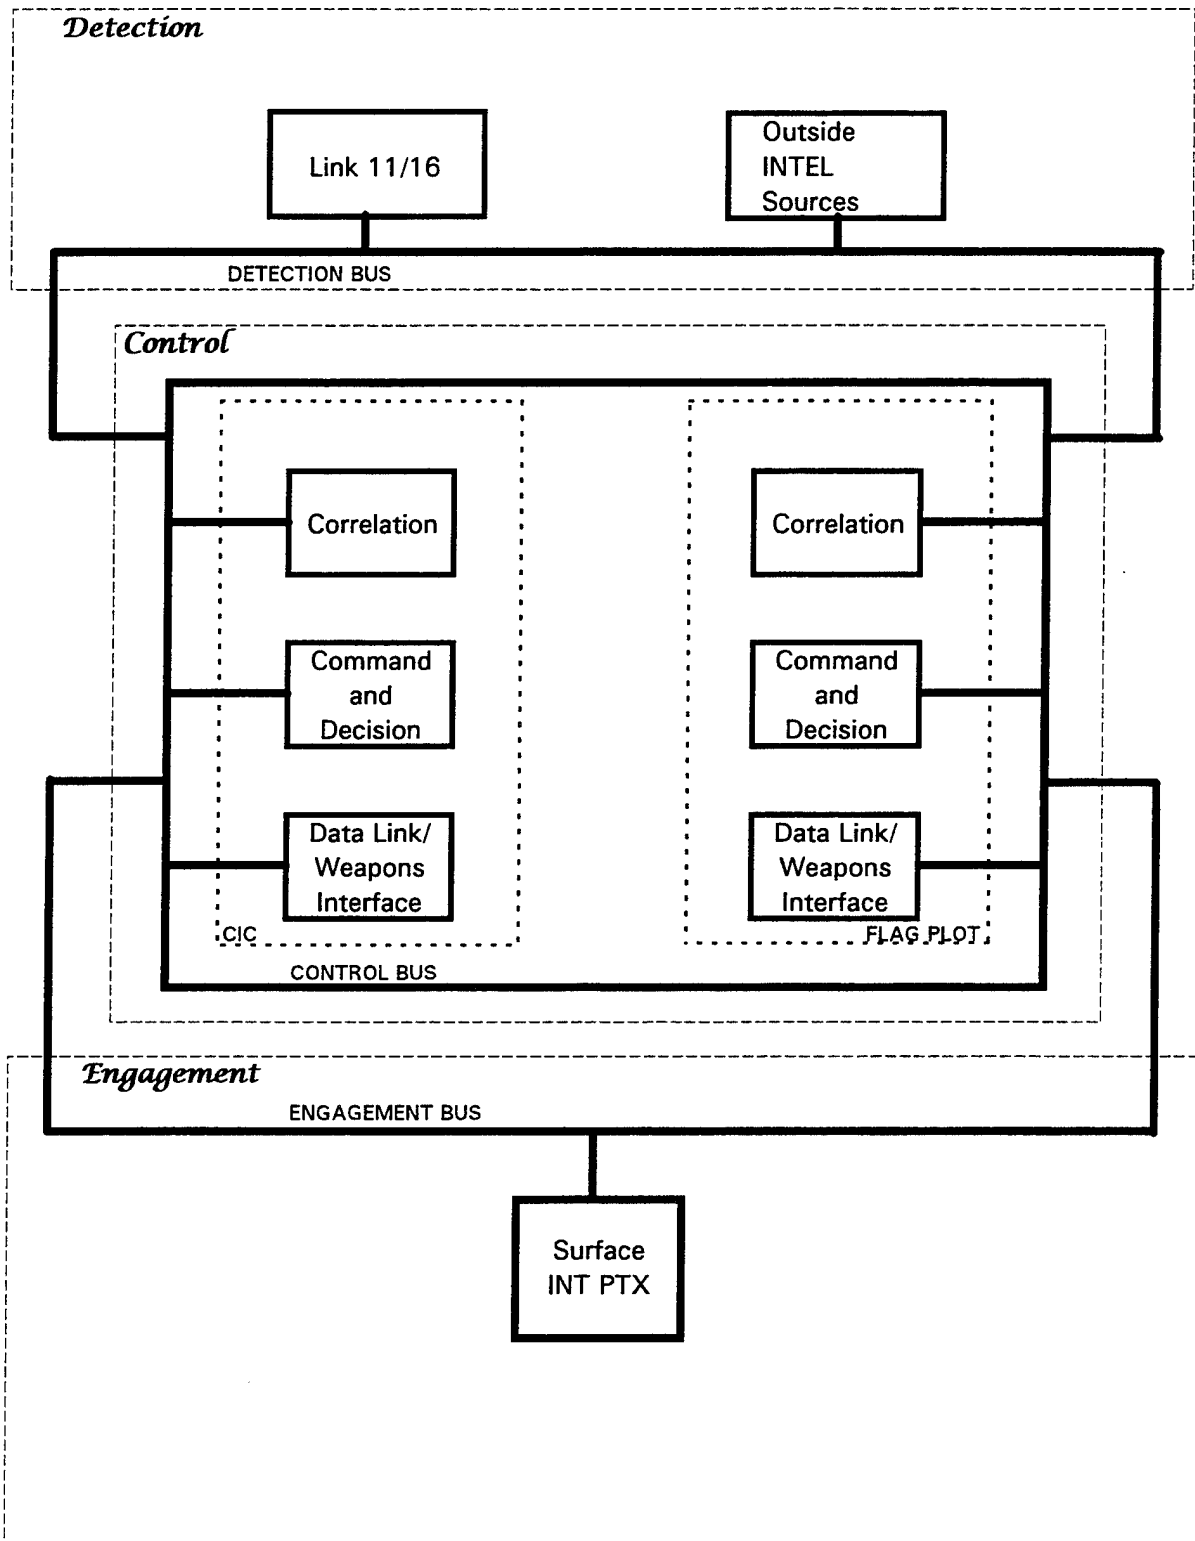 Detection
Link 11/16
Outside
INTEL
Sources
DETECTION BUS
Control
Correlation
Command
and
Decision
Data Link/
Weapons
Interface
CIC
Correlation
Command
and
Decision
Data Link/
Weapons
Interface
FLAG PLOT
CONTROL BUS
Engagement
ENGAGEMENT BUS
Surface
INT PTX